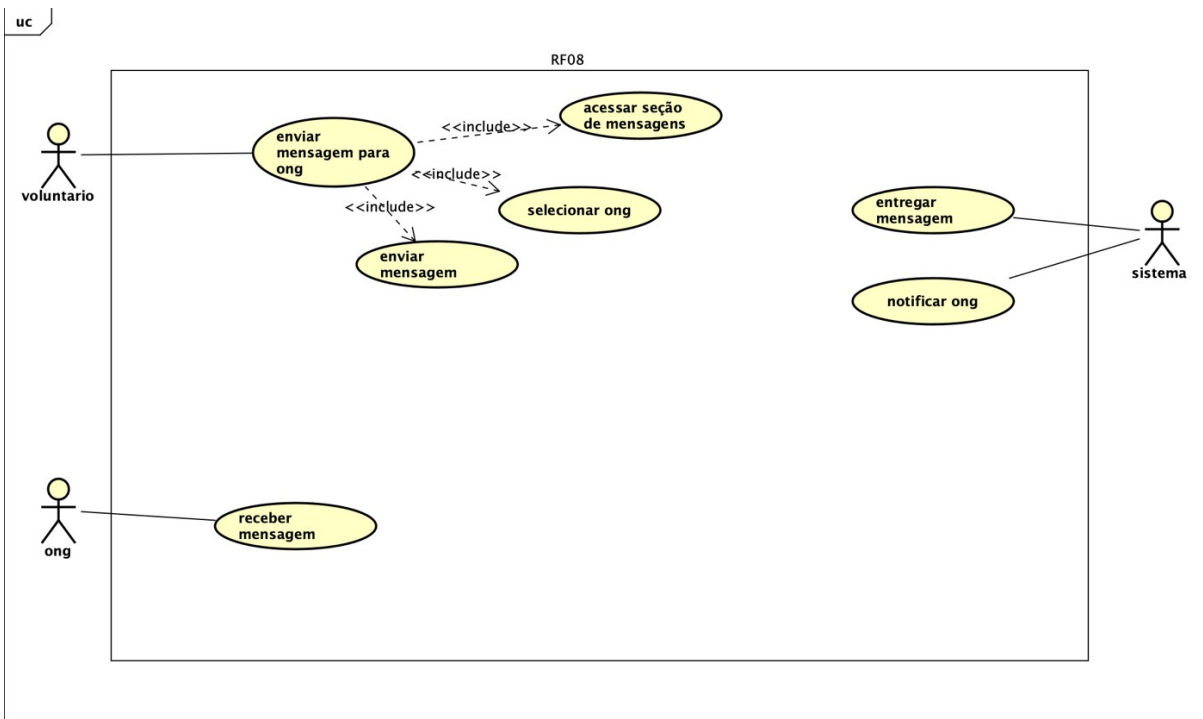 uc
RF08
voluntario
enviar
mensagem para
ong
<<include>>
acessar seção
de mensagens
<<include>>
selecionar ong
<<include>>
enviar
mensagem
entregar
mensagem
notificar ong
sistema
ong
receber
mensagem